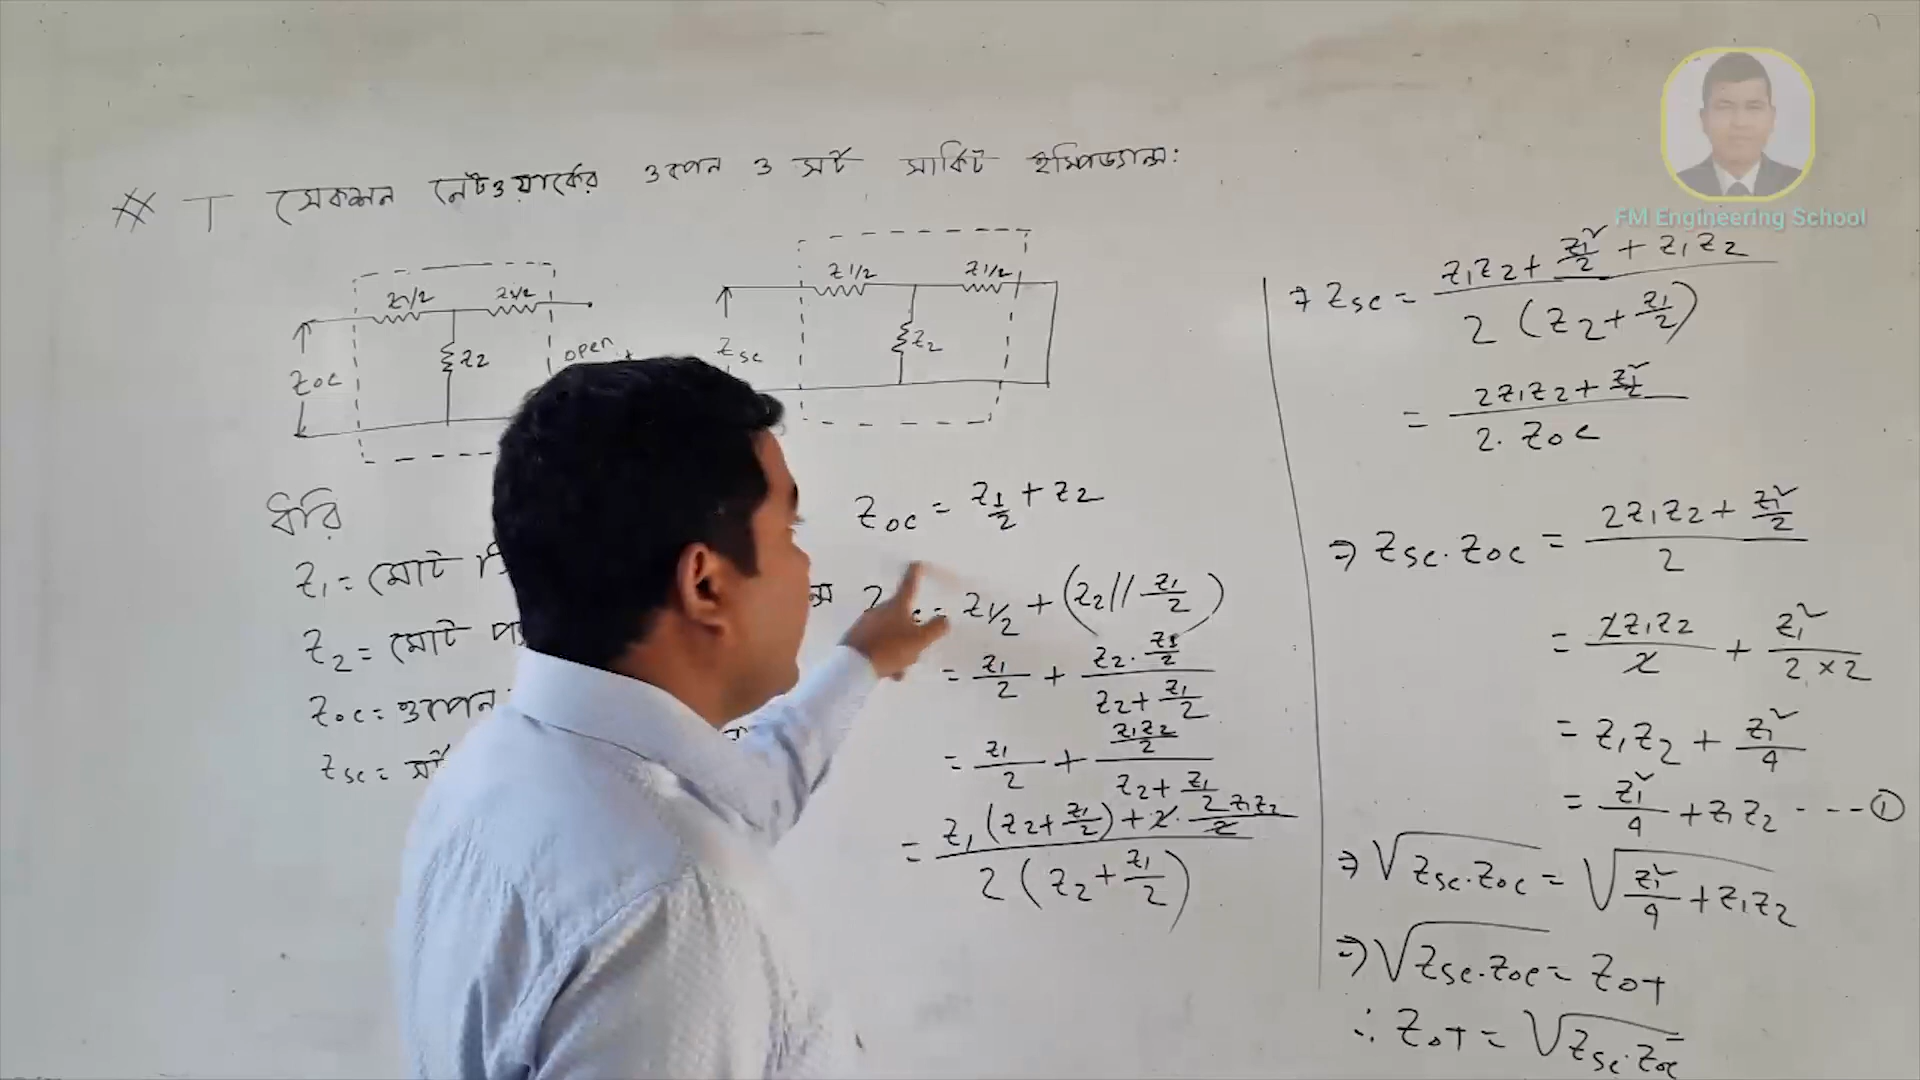 # T সেকশন নেটওয়ার্কের ওপেন ও সর্ট সার্কিট ইম্পিড্যান্স:
Z1/2 Z1/2
Z2
Zoc
open
Z1/2 Z1/2
Z2
Zsc
ধরি
Z1 = মোট
Z2 = মোট
Zoc = ওপেন
Zsc = সর্ট
Zoc = Z1/2 + Z2
= Z1/2 + (Z2 // Z1/2)
= Z1/2 + (Z2 · Z1/2) / (Z2 + Z1/2)
= Z1/2 + (Z1Z2/2) / (Z2 + Z1/2)
= (Z1 (Z2 + Z1/2) + 2 · Z1Z2/2) / (2 (Z2 + Z1/2))
⇒ Zsc = (Z1Z2 + Z1²/2 + Z1Z2) / (2 (Z2 + Z1/2))
= (2Z1Z2 + Z1²/2) / (2 · Zoc)
⇒ Zsc · Zoc = (2Z1Z2 + Z1²/2) / 2
= 2Z1Z2/2 + Z1²/(2×2)
= Z1Z2 + Z1²/4
= Z1²/4 + Z1Z2 ---- ①
⇒ √(Zsc · Zoc) = √(Z1²/4 + Z1Z2)
⇒ √(Zsc · Zoc) = ZoT
∴ ZoT = √(Zsc · Zoc)
FM Engineering School